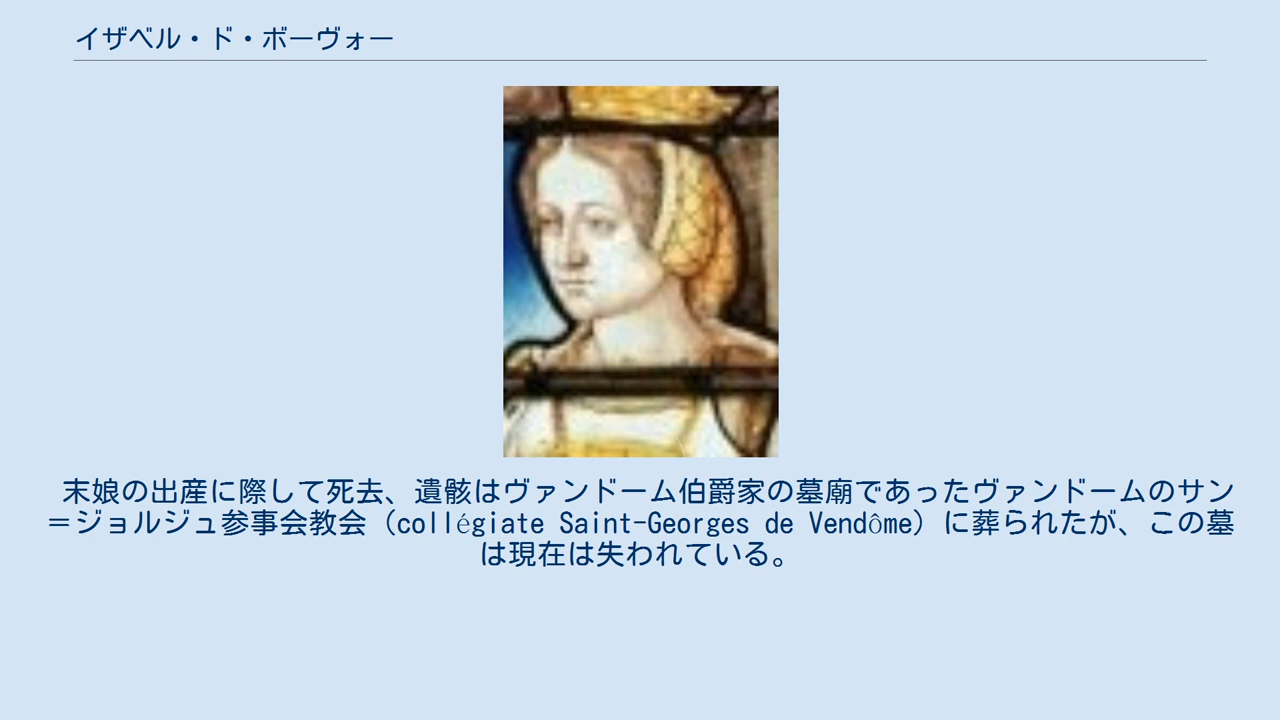 イザベル・ド・ボーヴォー
末娘の出産に際して死去、遺骸はヴァンドーム伯爵家の墓廟であったヴァンドームのサン
＝ジョルジュ参事会教会（collégiate Saint-Georges de Vendôme）に葬られたが、この墓
は現在は失われている。